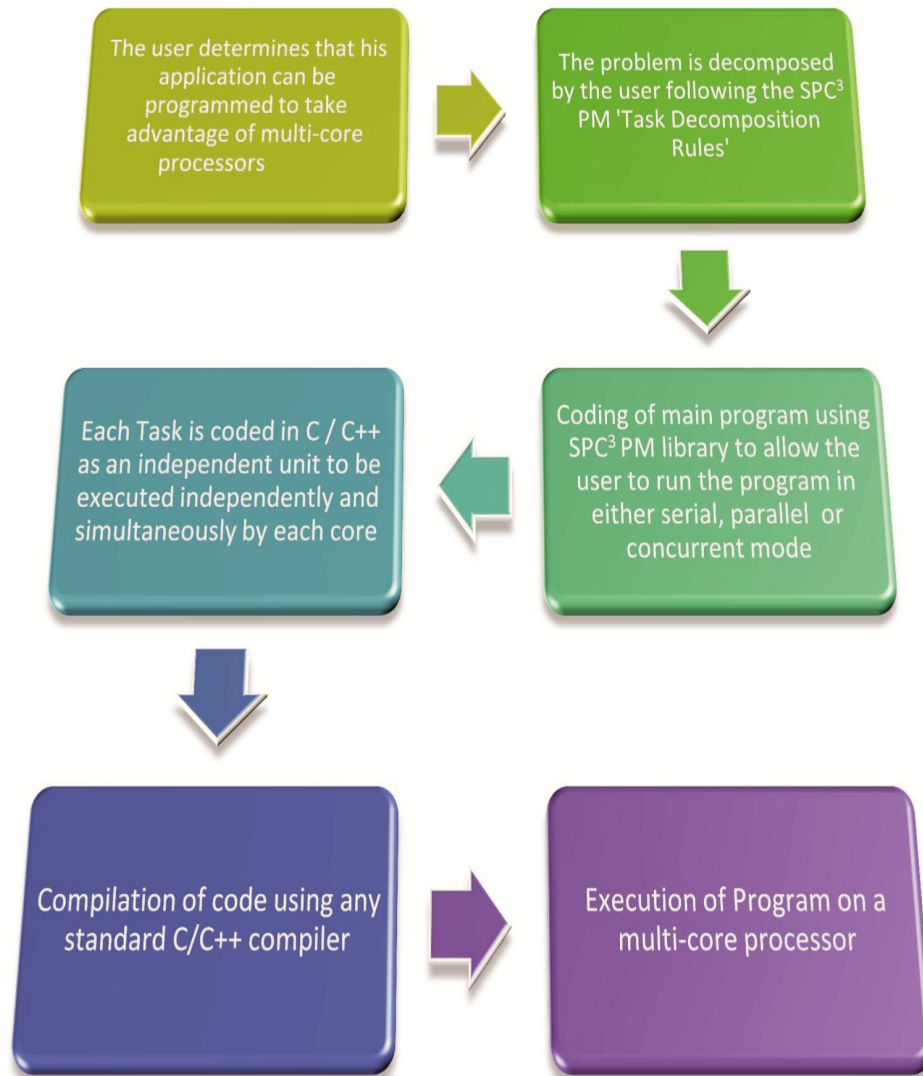 The user determines that his
application can be
programmed to take
advantage of multi-core
processors
The problem is decomposed
by the user following the SPC³
PM 'Task Decomposition
Rules'
Coding of main program using
SPC³ PM library to allow the
user to run the program in
either serial, parallel or
concurrent mode
Each Task is coded in C / C++
as an independent unit to be
executed independently and
simultaneously by each core
Compilation of code using any
standard C/C++ compiler
Execution of Program on a
multi-core processor